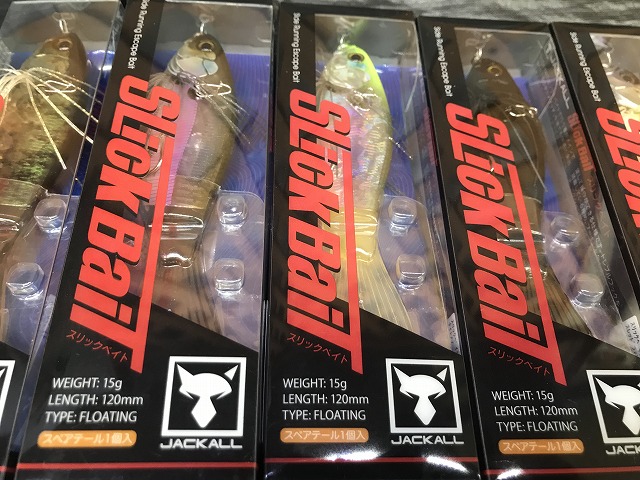 Side Running Escape Bait
SLickBaiT
スリックベイト
WEIGHT: 15g
LENGTH: 120mm
TYPE: FLOATING
スペアテール1個入
JACKALL
Side Running Escape Bait
SLickBaiT
スリックベイト
WEIGHT: 15g
LENGTH: 120mm
TYPE: FLOATING
スペアテール1個入
JACKALL
Side Running Escape Bait
SLickBaiT
スリックベイト
WEIGHT: 15g
LENGTH: 120mm
TYPE: FLOATING
スペアテール1個入
JACKALL